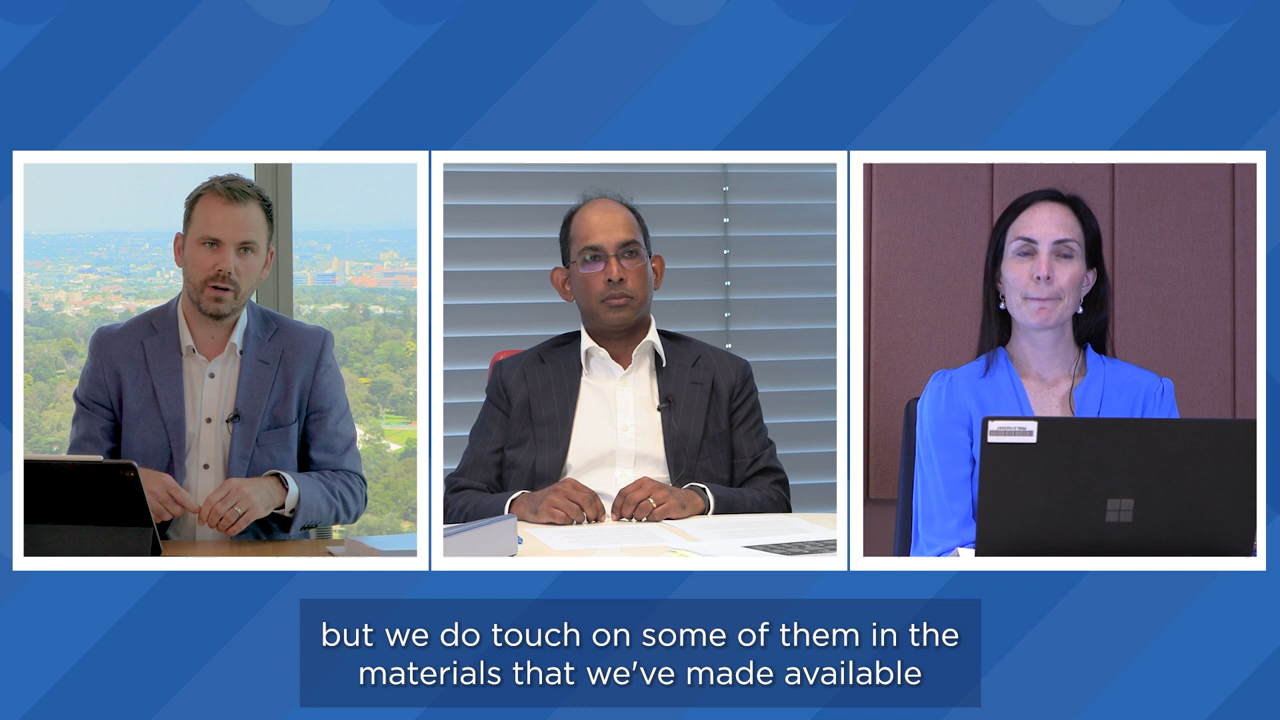 but we do touch on some of them in the
materials that we've made available